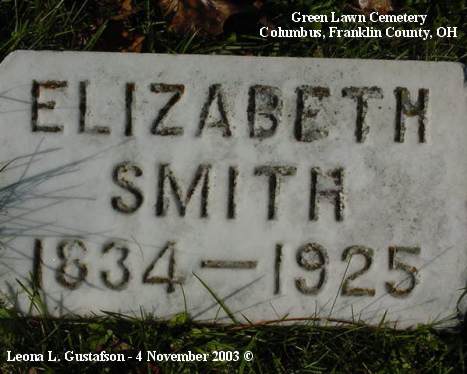 Green Lawn Cemetery
Columbus, Franklin County, OH
ELIZABETH
SMITH
1834 – 1925
Leona L. Gustafson - 4 November 2003 ©